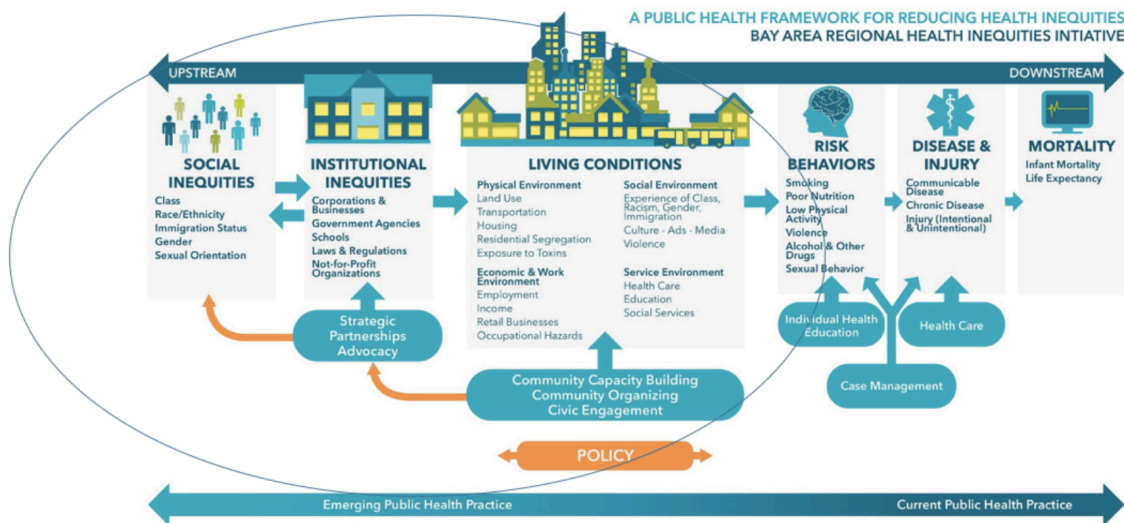 A PUBLIC HEALTH FRAMEWORK FOR REDUCING HEALTH INEQUITIES
BAY AREA REGIONAL HEALTH INEQUITIES INTIATIVE
UPSTREAM
DOWNSTREAM
SOCIAL
INEQUITIES
Class
Race/Ethnicity
Immigration Status
Gender
Sexual Orientation
INSTITUTIONAL
INEQUITIES
Corporations &
Businesses
Government Agencies
Schools
Laws & Regulations
Not-for-Profit
Organizations
LIVING CONDITIONS
Physical Environment
Land Use
Transportation
Housing
Residential Segregation
Exposure to Toxins
Economic & Work
Environment
Employment
Income
Retail Businesses
Occupational Hazards
Social Environment
Experience of Class,
Racism, Gender,
Immigration
Culture - Ads - Media
Violence
Service Environment
Health Care
Education
Social Services
RISK
BEHAVIORS
Smoking
Poor Nutrition
Low Physical
Activity
Violence
Alcohol & Other
Drugs
Sexual Behavior
DISEASE &
INJURY
Communicable
Disease
Chronic Disease
Injury (Intentional
& Unintentional)
MORTALITY
Infant Mortality
Life Expectancy
Strategic
Partnerships
Advocacy
Community Capacity Building
Community Organizing
Civic Engagement
Individual Health
Education
Health Care
Case Management
POLICY
Emerging Public Health Practice
Current Public Health Practice